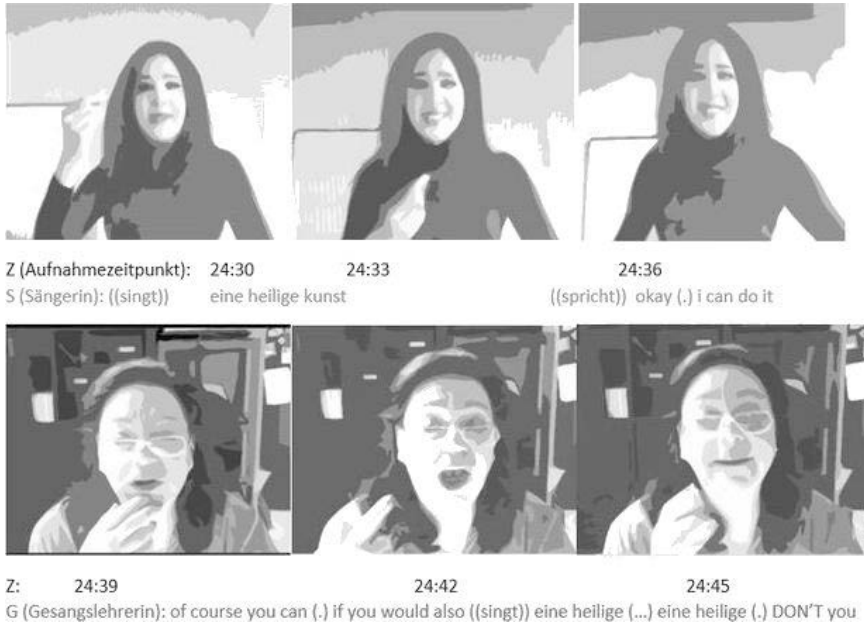 Z (Aufnahmezeitpunkt): 24:30 24:33 24:36
S (Sängerin): ((singt)) eine heilige kunst ((spricht)) okay (.) i can do it
Z: 24:39 24:42 24:45
G (Gesangslehrerin): of course you can (.) if you would also ((singt)) eine heilige (...) eine heilige (.) DON'T you